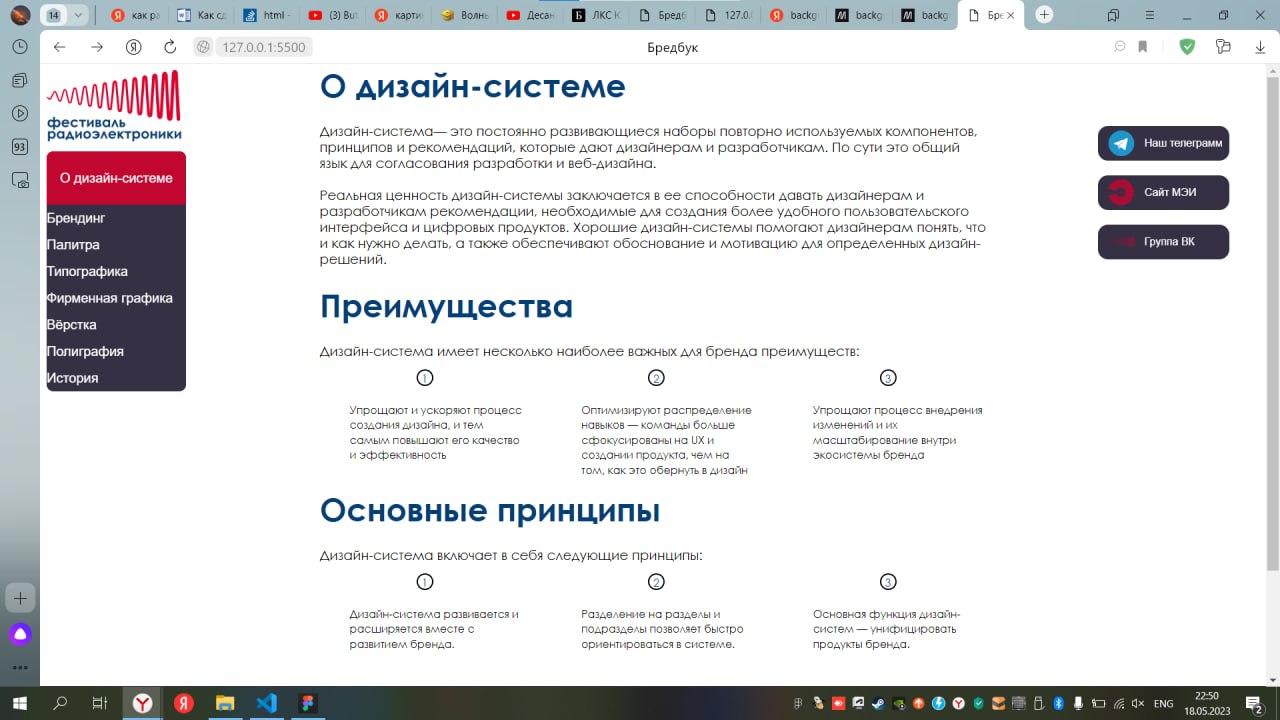 14
как ра
Как сд
html -
(3) Вut
карти
Волнь
Десан
ЛКС К
Бредб
127.0.(
backg
backg
backg
Бре
127.0.0.1:5500
Бредбук
93
фестиваль
радиоэлектроники
О дизайн-системе
Брендинг
Палитра
Типографика
Фирменная графика
Вёрстка
Полиграфия
История
О дизайн-системе
Дизайн-система— это постоянно развивающиеся наборы повторно используемых компонентов,
принципов и рекомендаций, которые дают дизайнерам и разработчикам. По сути это общий
язык для согласования разработки и веб-дизайна.
Реальная ценность дизайн-системы заключается в ее способности давать дизайнерам и
разработчикам рекомендации, необходимые для создания более удобного пользовательского
интерфейса и цифровых продуктов. Хорошие дизайн-системы помогают дизайнерам понять, что
и как нужно делать, а также обеспечивают обоснование и мотивацию для определенных дизайн-
решений.
Преимущества
Дизайн-система имеет несколько наиболее важных для бренда преимуществ:
1
2
3
Упрощают и ускоряют процесс
создания дизайна, и тем
самым повышают его качество
и эффективность
Оптимизируют распределение
навыков — команды больше
сфокусированы на UX и
создании продукта, чем на
том, как это обернуть в дизайн
Упрощают процесс внедрения
изменений и их
масштабирование внутри
экосистемы бренда
Основные принципы
Дизайн-система включает в себя следующие принципы:
1
2
3
Дизайн-система развивается и
расширяется вместе с
развитием бренда.
Разделение на разделы и
подразделы позволяет быстро
ориентироваться в системе.
Основная функция дизайн-
систем — унифицировать
продукты бренда.
Наш телеграмм
Сайт МЭИ
Группа ВК
ENG
22:50
18.05.2023
2